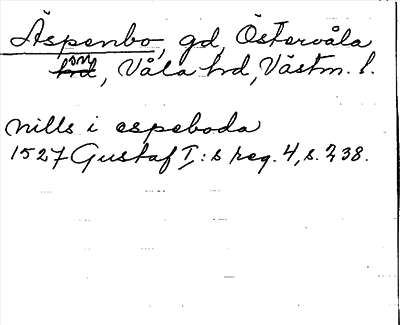 Äspenbo, gd, Östervåla
sn, Våla hd, Västm. l.
nills i espeboda
1527 Gustaf I:s reg. 4, s. 238.